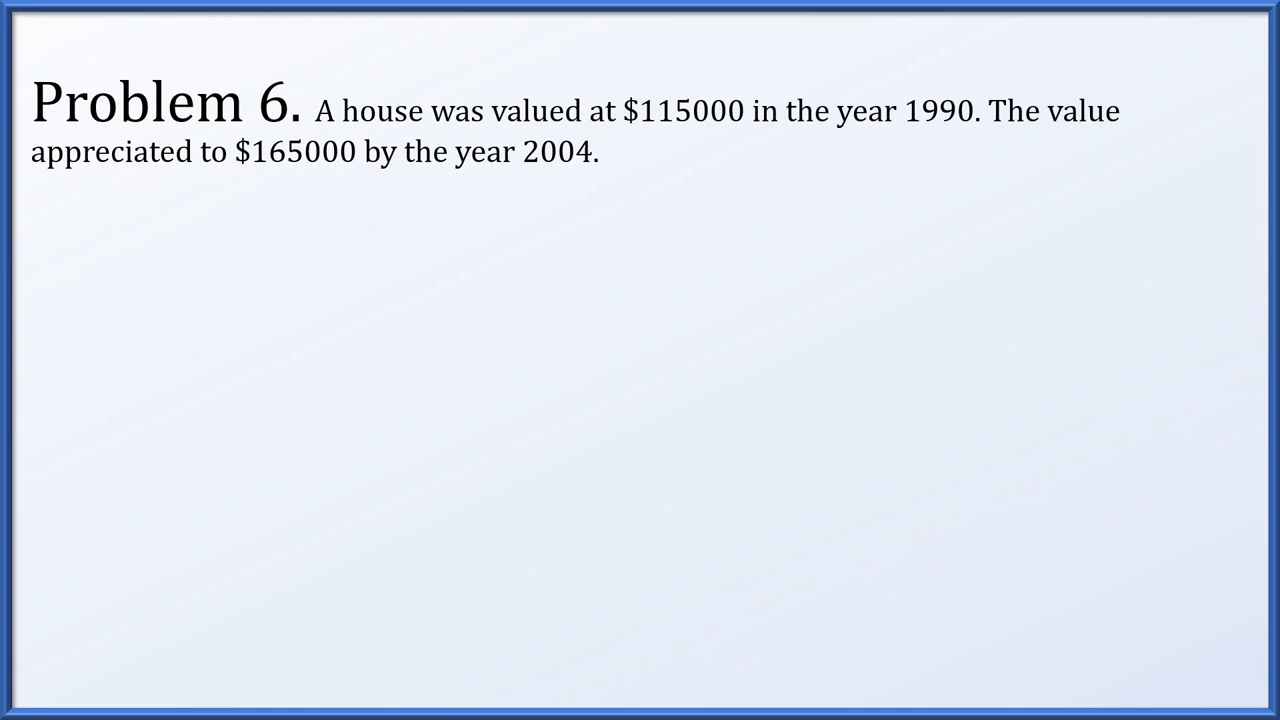 Problem 6. A house was valued at $115000 in the year 1990. The value
appreciated to $165000 by the year 2004.